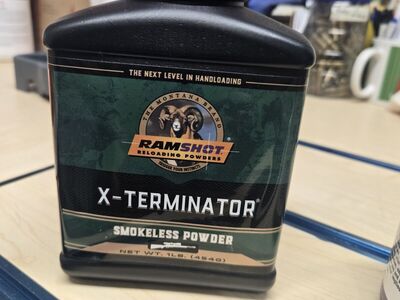 THE NEXT LEVEL IN HANDLOADING
THE MONTANA BRAND
RAMSHOT
RELOADING POWDERS
X-TERMINATOR®
SMOKELESS POWDER
NET WT. 1LB. (454G)